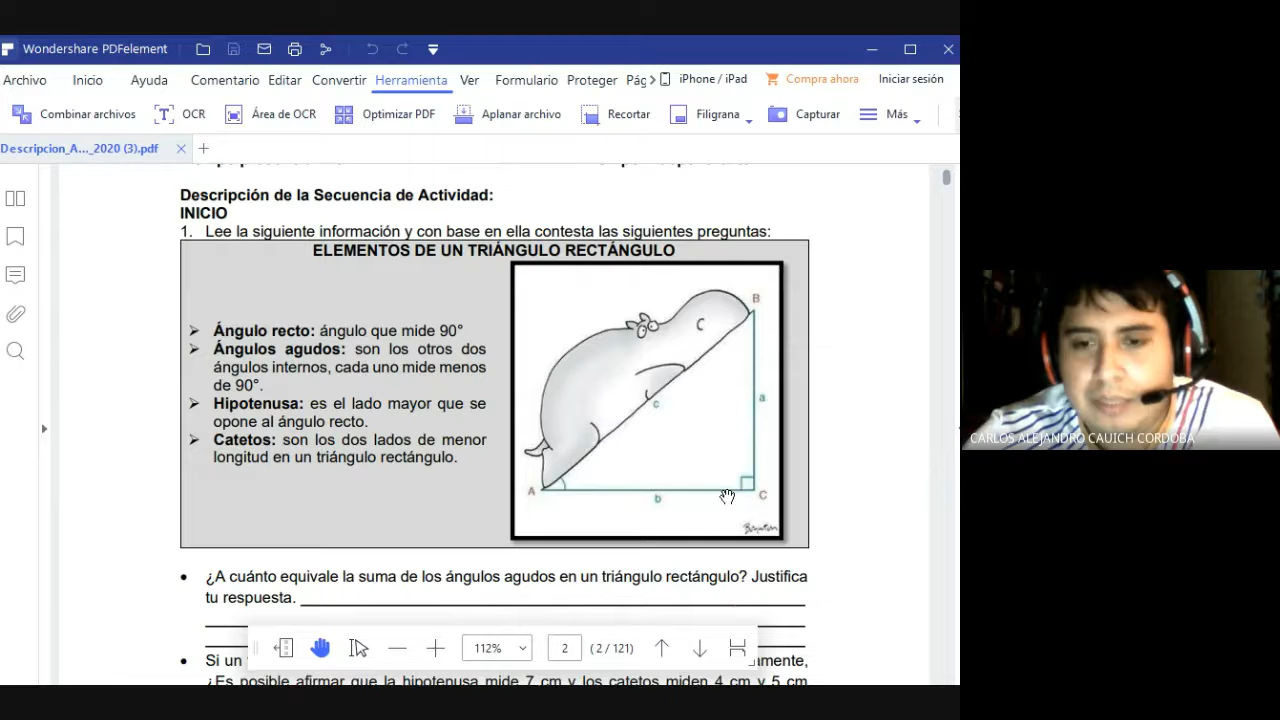 Wondershare PDFelement
Archivo Inicio Ayuda Comentario Editar Convertir Herramienta Ver Formulario Proteger Pág iPhone / iPad Compra ahora Iniciar sesión
Combinar archivos OCR Área de OCR Optimizar PDF Aplanar archivo Recortar Filigrana Capturar Más
Descripcion_A..._2020 (3).pdf
Descripción de la Secuencia de Actividad:
INICIO
1. Lee la siguiente información y con base en ella contesta las siguientes preguntas:
ELEMENTOS DE UN TRIÁNGULO RECTÁNGULO
Ángulo recto: ángulo que mide 90°
Ángulos agudos: son los otros dos
ángulos internos, cada uno mide menos
de 90°.
Hipotenusa: es el lado mayor que se
opone al ángulo recto.
Catetos: son los dos lados de menor
longitud en un triángulo rectángulo.
B
a
c
A
b
C
¿A cuánto equivale la suma de los ángulos agudos en un triángulo rectángulo? Justifica
tu respuesta.
112% 2 (2 / 121)
Si un
¿Es posible afirmar que la hipotenusa mide 7 cm y los catetos miden 4 cm y 5 cm
CARLOS ALEJANDRO CAUICH CORDOBA